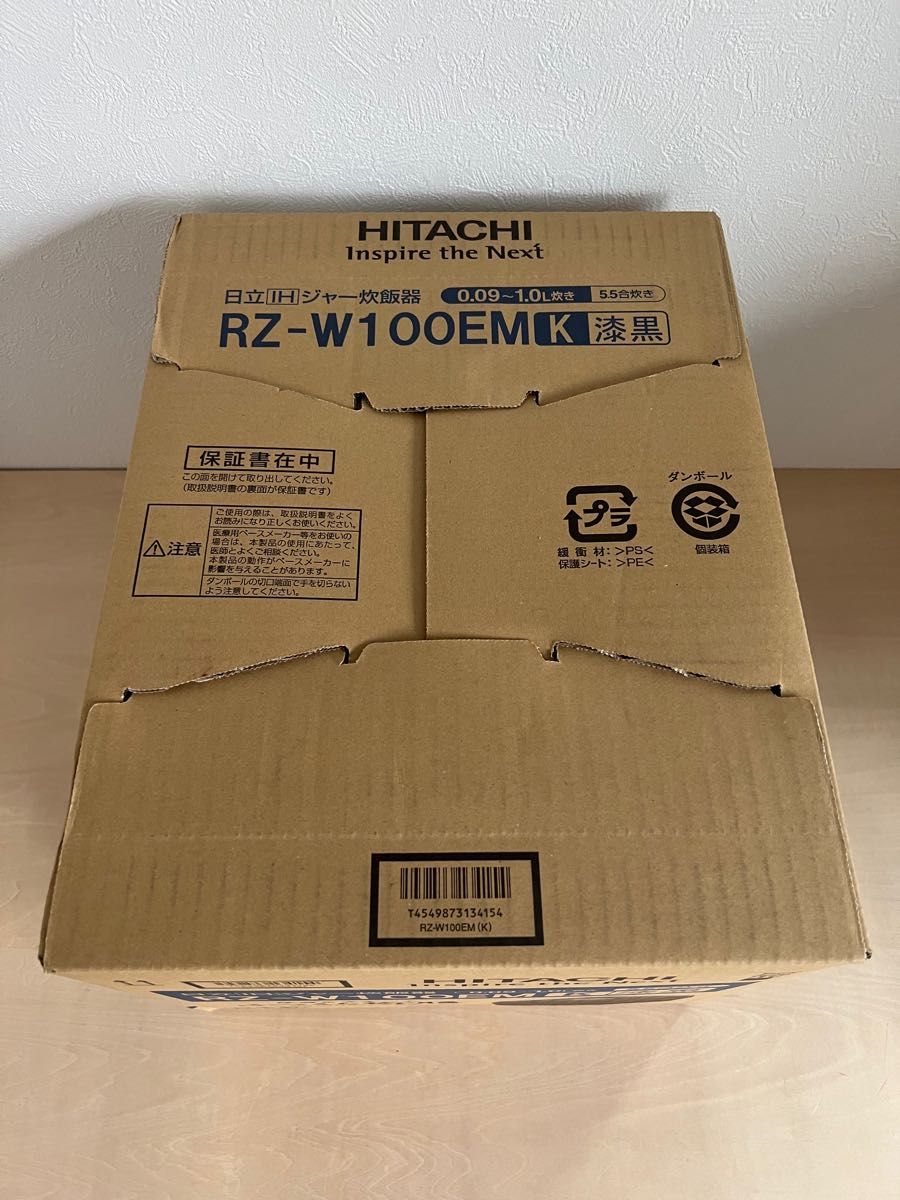 HITACHI
Inspire the Next
日立 IH ジャー炊飯器 0.09～1.0L炊き 5.5合炊き
RZ-W100EM K 漆黒
保証書在中
この面を開けて取り出してください。
(取扱説明書の裏面が保証書です)
注意
ご使用の際は、取扱説明書をよく
お読みになり正しくお使いください。
医療用ペースメーカー等をお使いの
場合は、本製品の使用にあたって、
医師とよくご相談ください。
本製品の動作がペースメーカーに
影響を与えることがあります。
ダンボールの切口端面で手を切らない
よう注意してください。
プラ
緩衝材：>PS<
保護シート：>PE<
ダンボール
個装箱
T4549873134154
RZ-W100EM(K)
HITACHI
Inspire the Next
RZ-W100EM